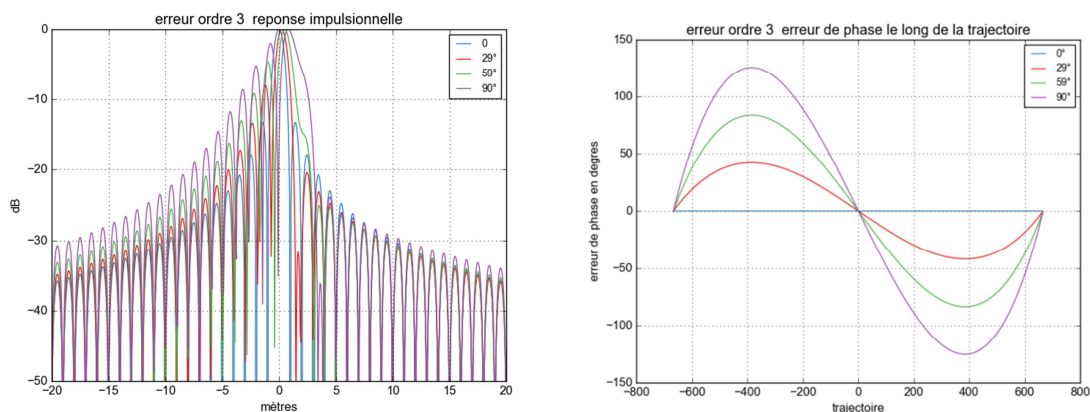 erreur ordre 3 reponse impulsionnelle
0
29°
59°
90°
dB
0
−10
−20
−30
−40
−50
−20 −15 −10 −5 0 5 10 15 20
mètres
erreur ordre 3 erreur de phase le long de la trajectoire
0°
29°
59°
90°
erreur de phase en degres
150
100
50
0
−50
−100
−150
−800 −600 −400 −200 0 200 400 600 800
trajectoire